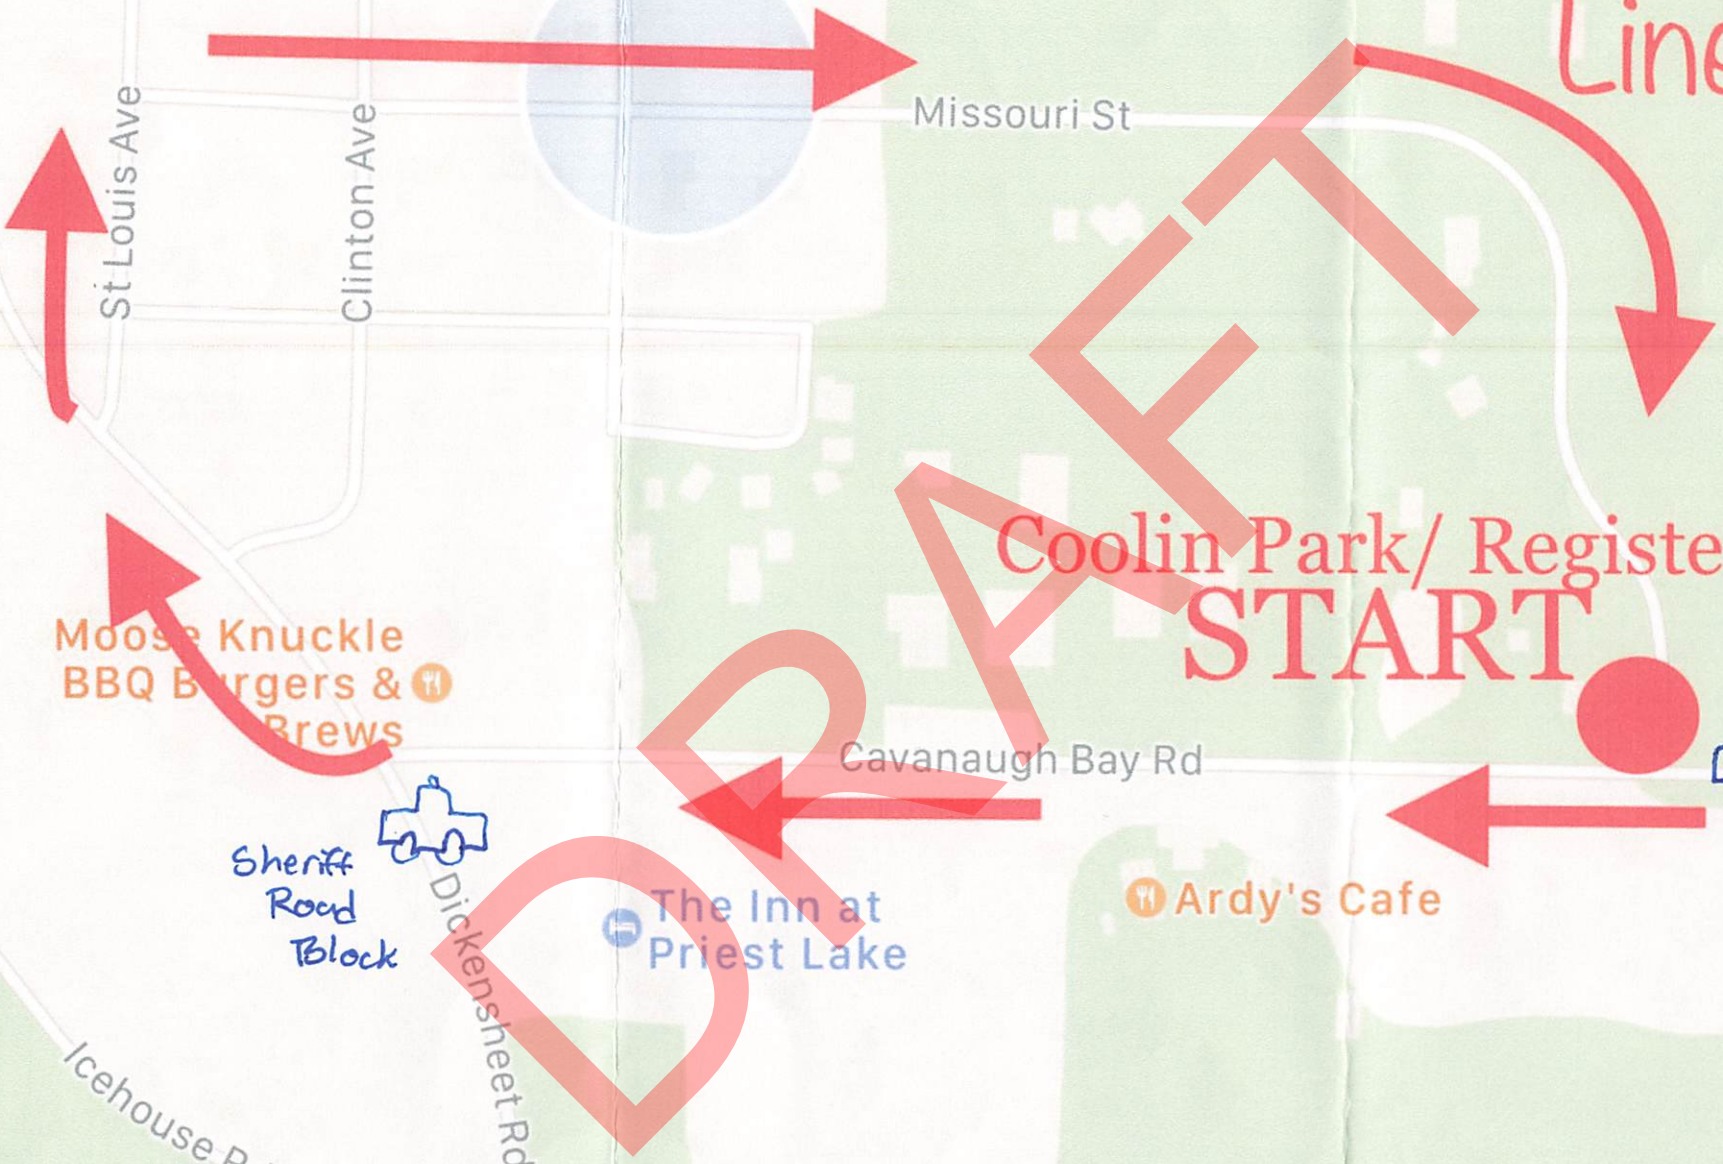 Line
Missouri St
St Louis Ave
Clinton Ave
Coolin Park/ Registe
START
Moose Knuckle
BBQ Burgers &
Brews
Cavanaugh Bay Rd
Sheriff
Road
Block
Dickensheet Rd
The Inn at
Priest Lake
Ardy's Cafe
Icehouse
DRAFT